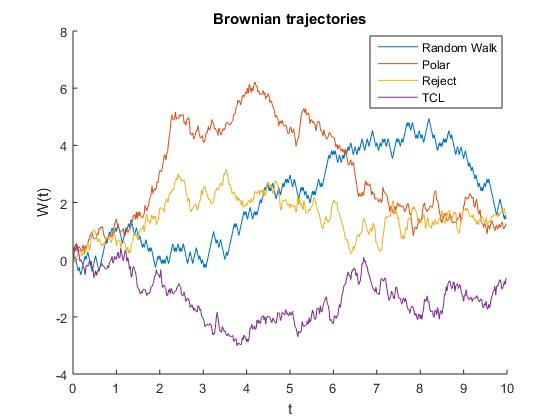 Brownian trajectories
8
6
4
2
0
-2
-4
W(t)
Random Walk
Polar
Reject
TCL
0 1 2 3 4 5 6 7 8 9 10
t